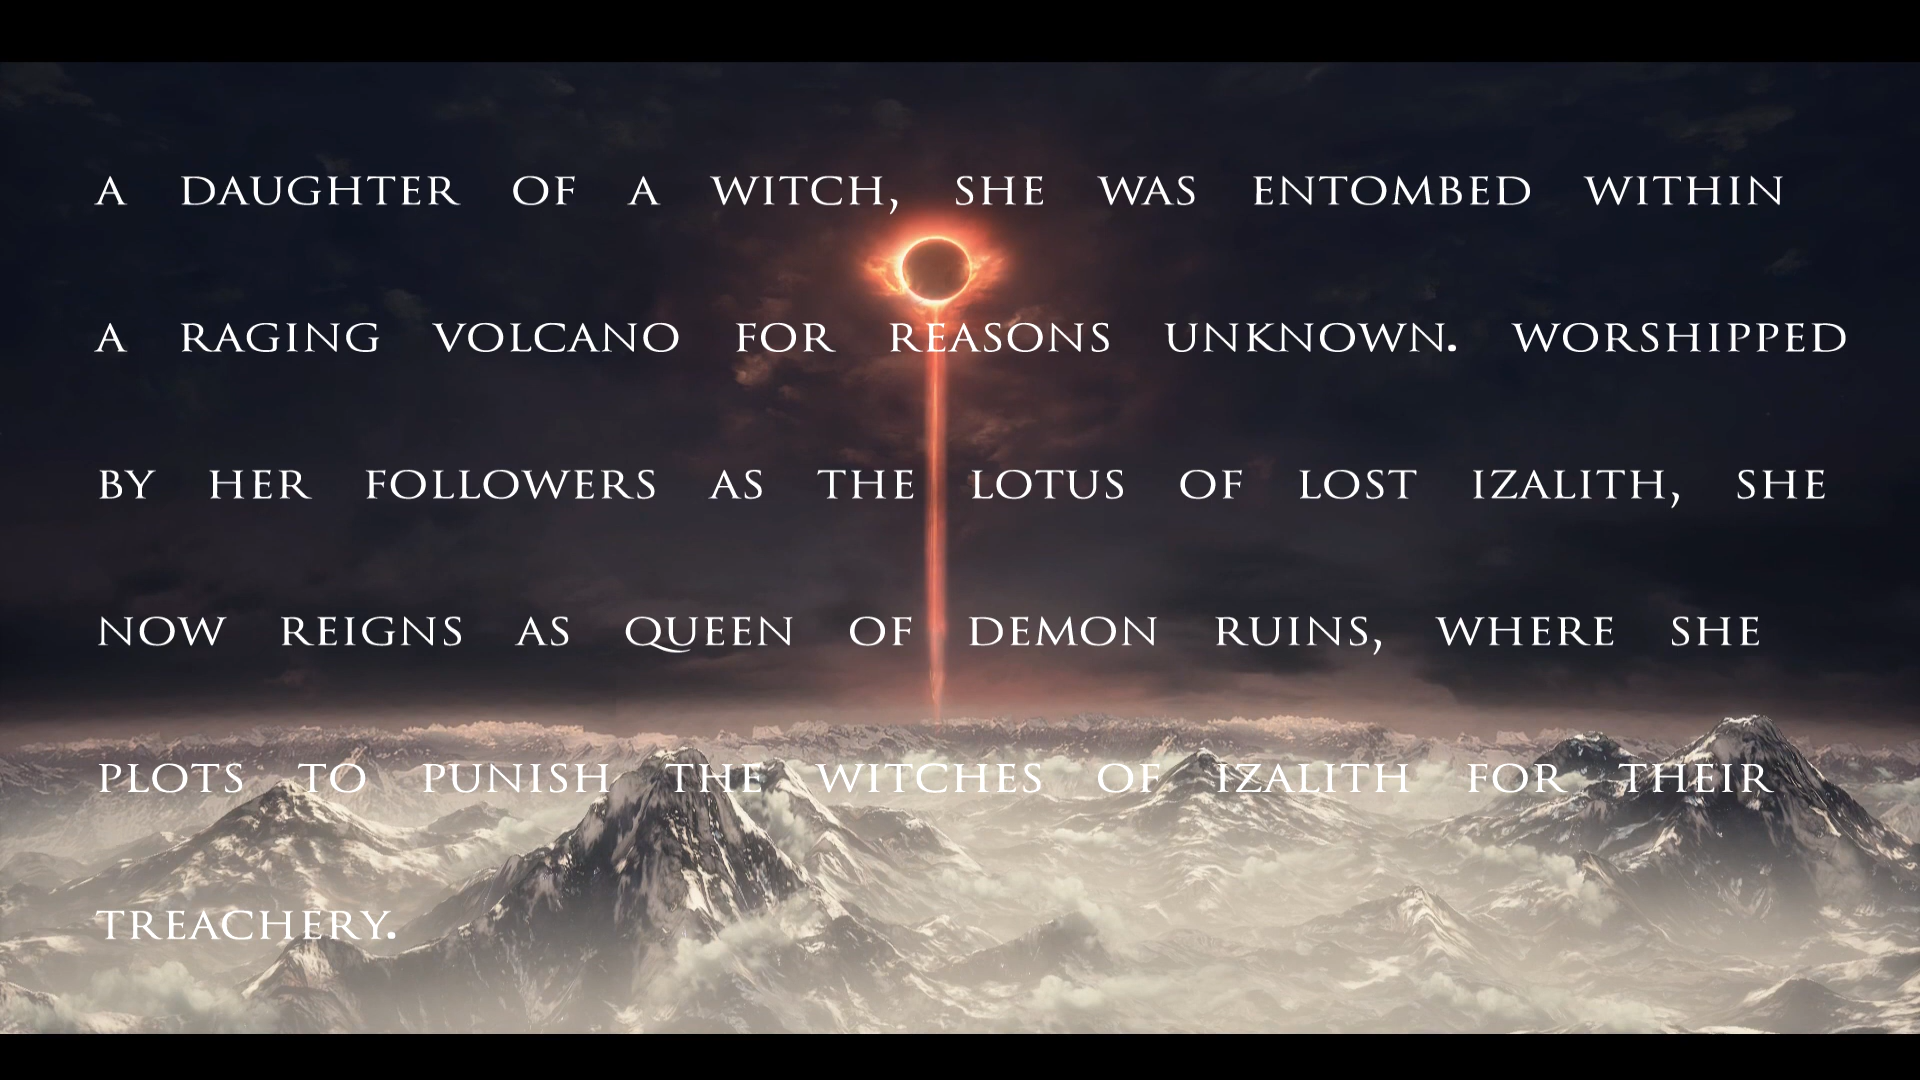 A DAUGHTER OF A WITCH, SHE WAS ENTOMBED WITHIN
A RAGING VOLCANO FOR REASONS UNKNOWN. WORSHIPPED
BY HER FOLLOWERS AS THE LOTUS OF LOST IZALITH, SHE
NOW REIGNS AS QUEEN OF DEMON RUINS, WHERE SHE
PLOTS TO PUNISH THE WITCHES OF IZALITH FOR THEIR
TREACHERY.